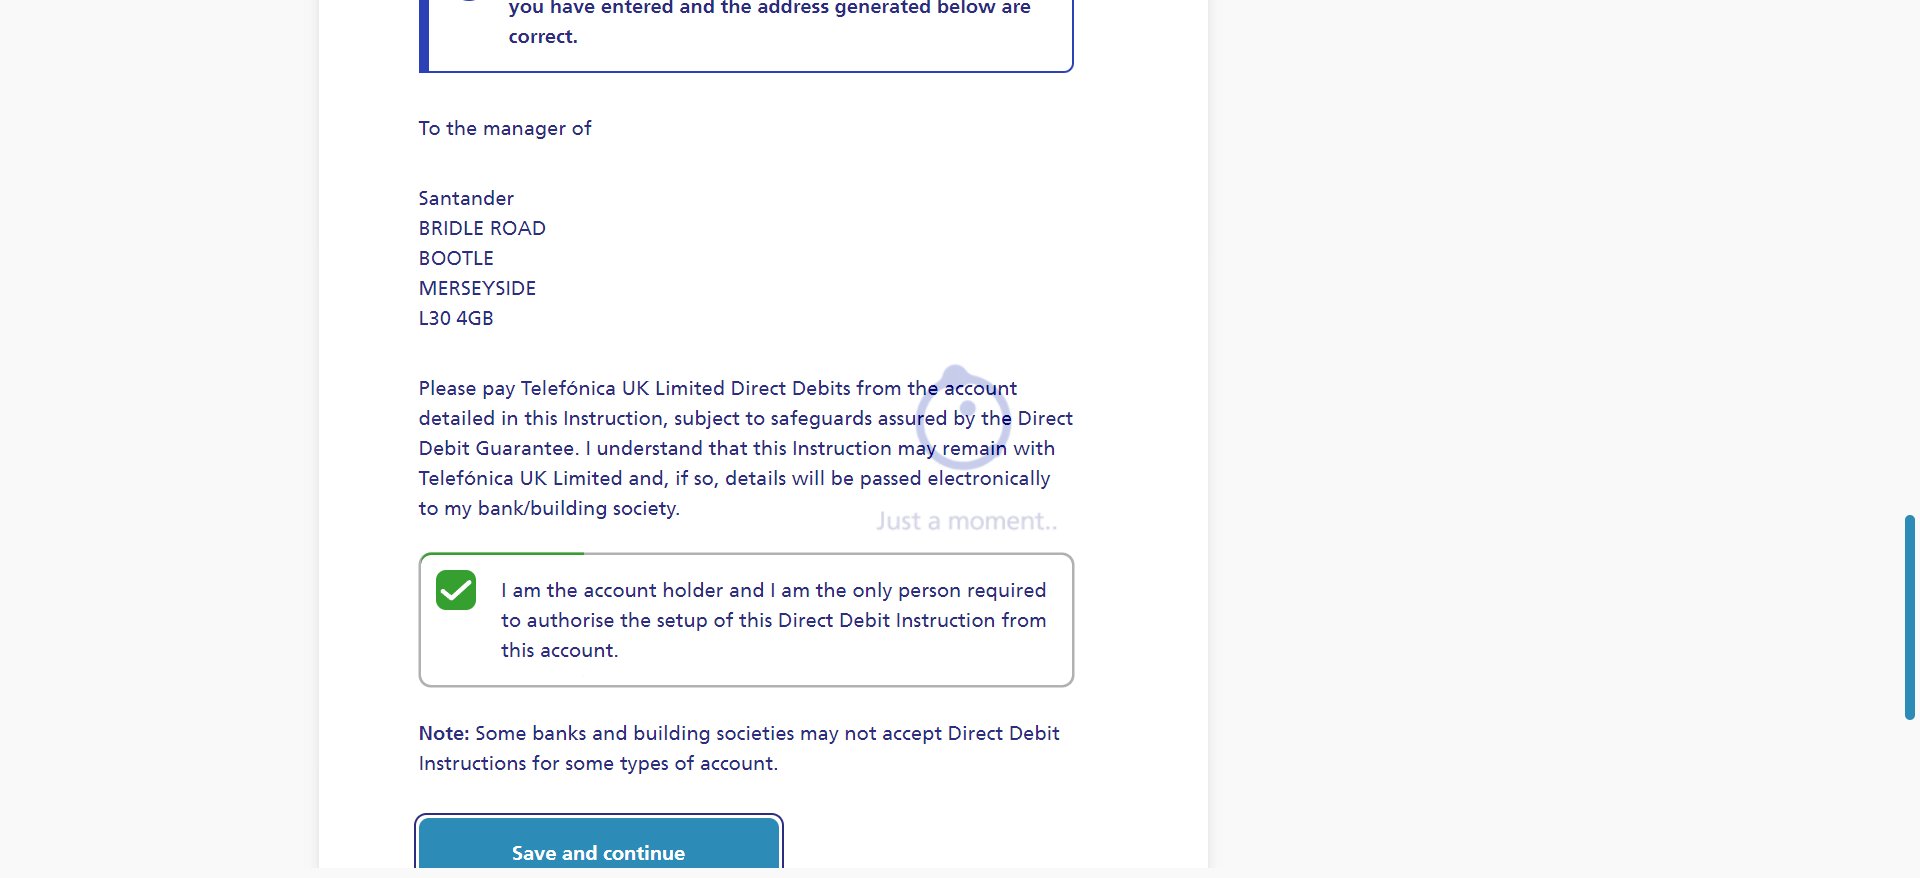 you have entered and the address generated below are
correct.
To the manager of
Santander
BRIDLE ROAD
BOOTLE
MERSEYSIDE
L30 4GB
Please pay Telefónica UK Limited Direct Debits from the account
detailed in this Instruction, subject to safeguards assured by the Direct
Debit Guarantee. I understand that this Instruction may remain with
Telefónica UK Limited and, if so, details will be passed electronically
to my bank/building society.
Just a moment..
I am the account holder and I am the only person required
to authorise the setup of this Direct Debit Instruction from
this account.
Note: Some banks and building societies may not accept Direct Debit
Instructions for some types of account.
Save and continue